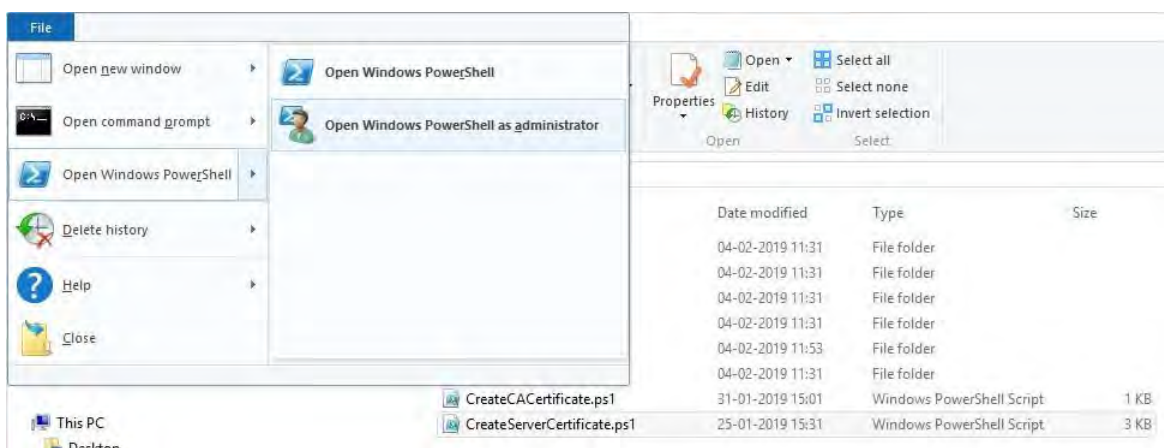 File
Open new window
Open command prompt
Open Windows PowerShell
Delete history
Help
Close
Open Windows PowerShell
Open Windows PowerShell as administrator
Properties
Open
Edit
History
Open
Select all
Select none
Invert selection
Select
Date modified Type Size
04-02-2019 11:31 File folder
04-02-2019 11:31 File folder
04-02-2019 11:31 File folder
04-02-2019 11:31 File folder
04-02-2019 11:53 File folder
04-02-2019 11:31 File folder
CreateCACertificate.ps1 31-01-2019 15:01 Windows PowerShell Script 1 KB
CreateServerCertificate.ps1 25-01-2019 15:31 Windows PowerShell Script 3 KB
This PC
Desktop